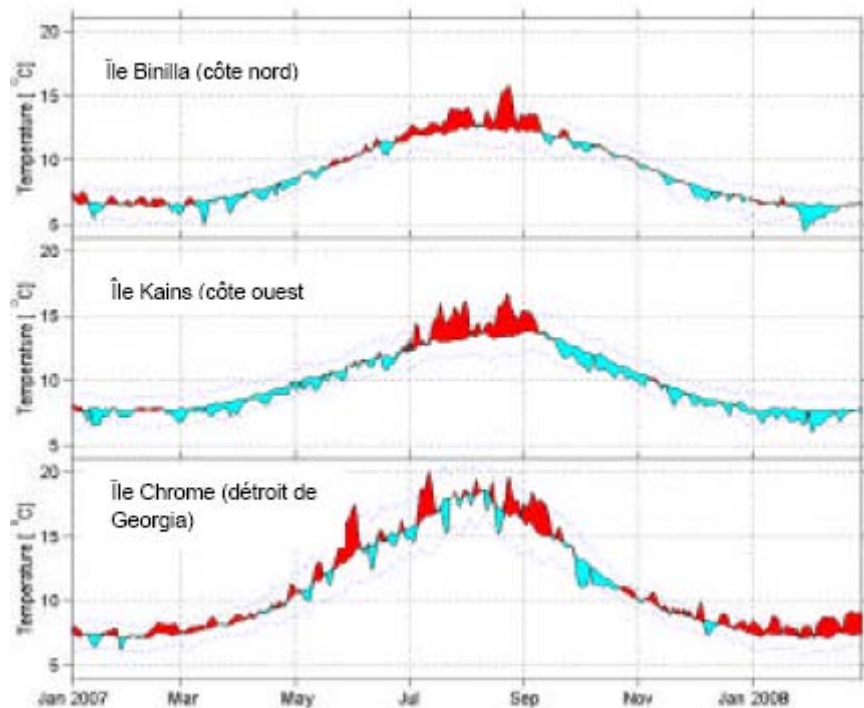 20
15
10
5
Temperature [ °C]
Île Binilla (côte nord)
20
15
10
5
Temperature [ °C]
Île Kains (côte ouest
20
15
10
5
Temperature [ °C]
Île Chrome (détroit de
Georgia)
Jan 2007 Mar May Jul Sep Nov Jan 2008